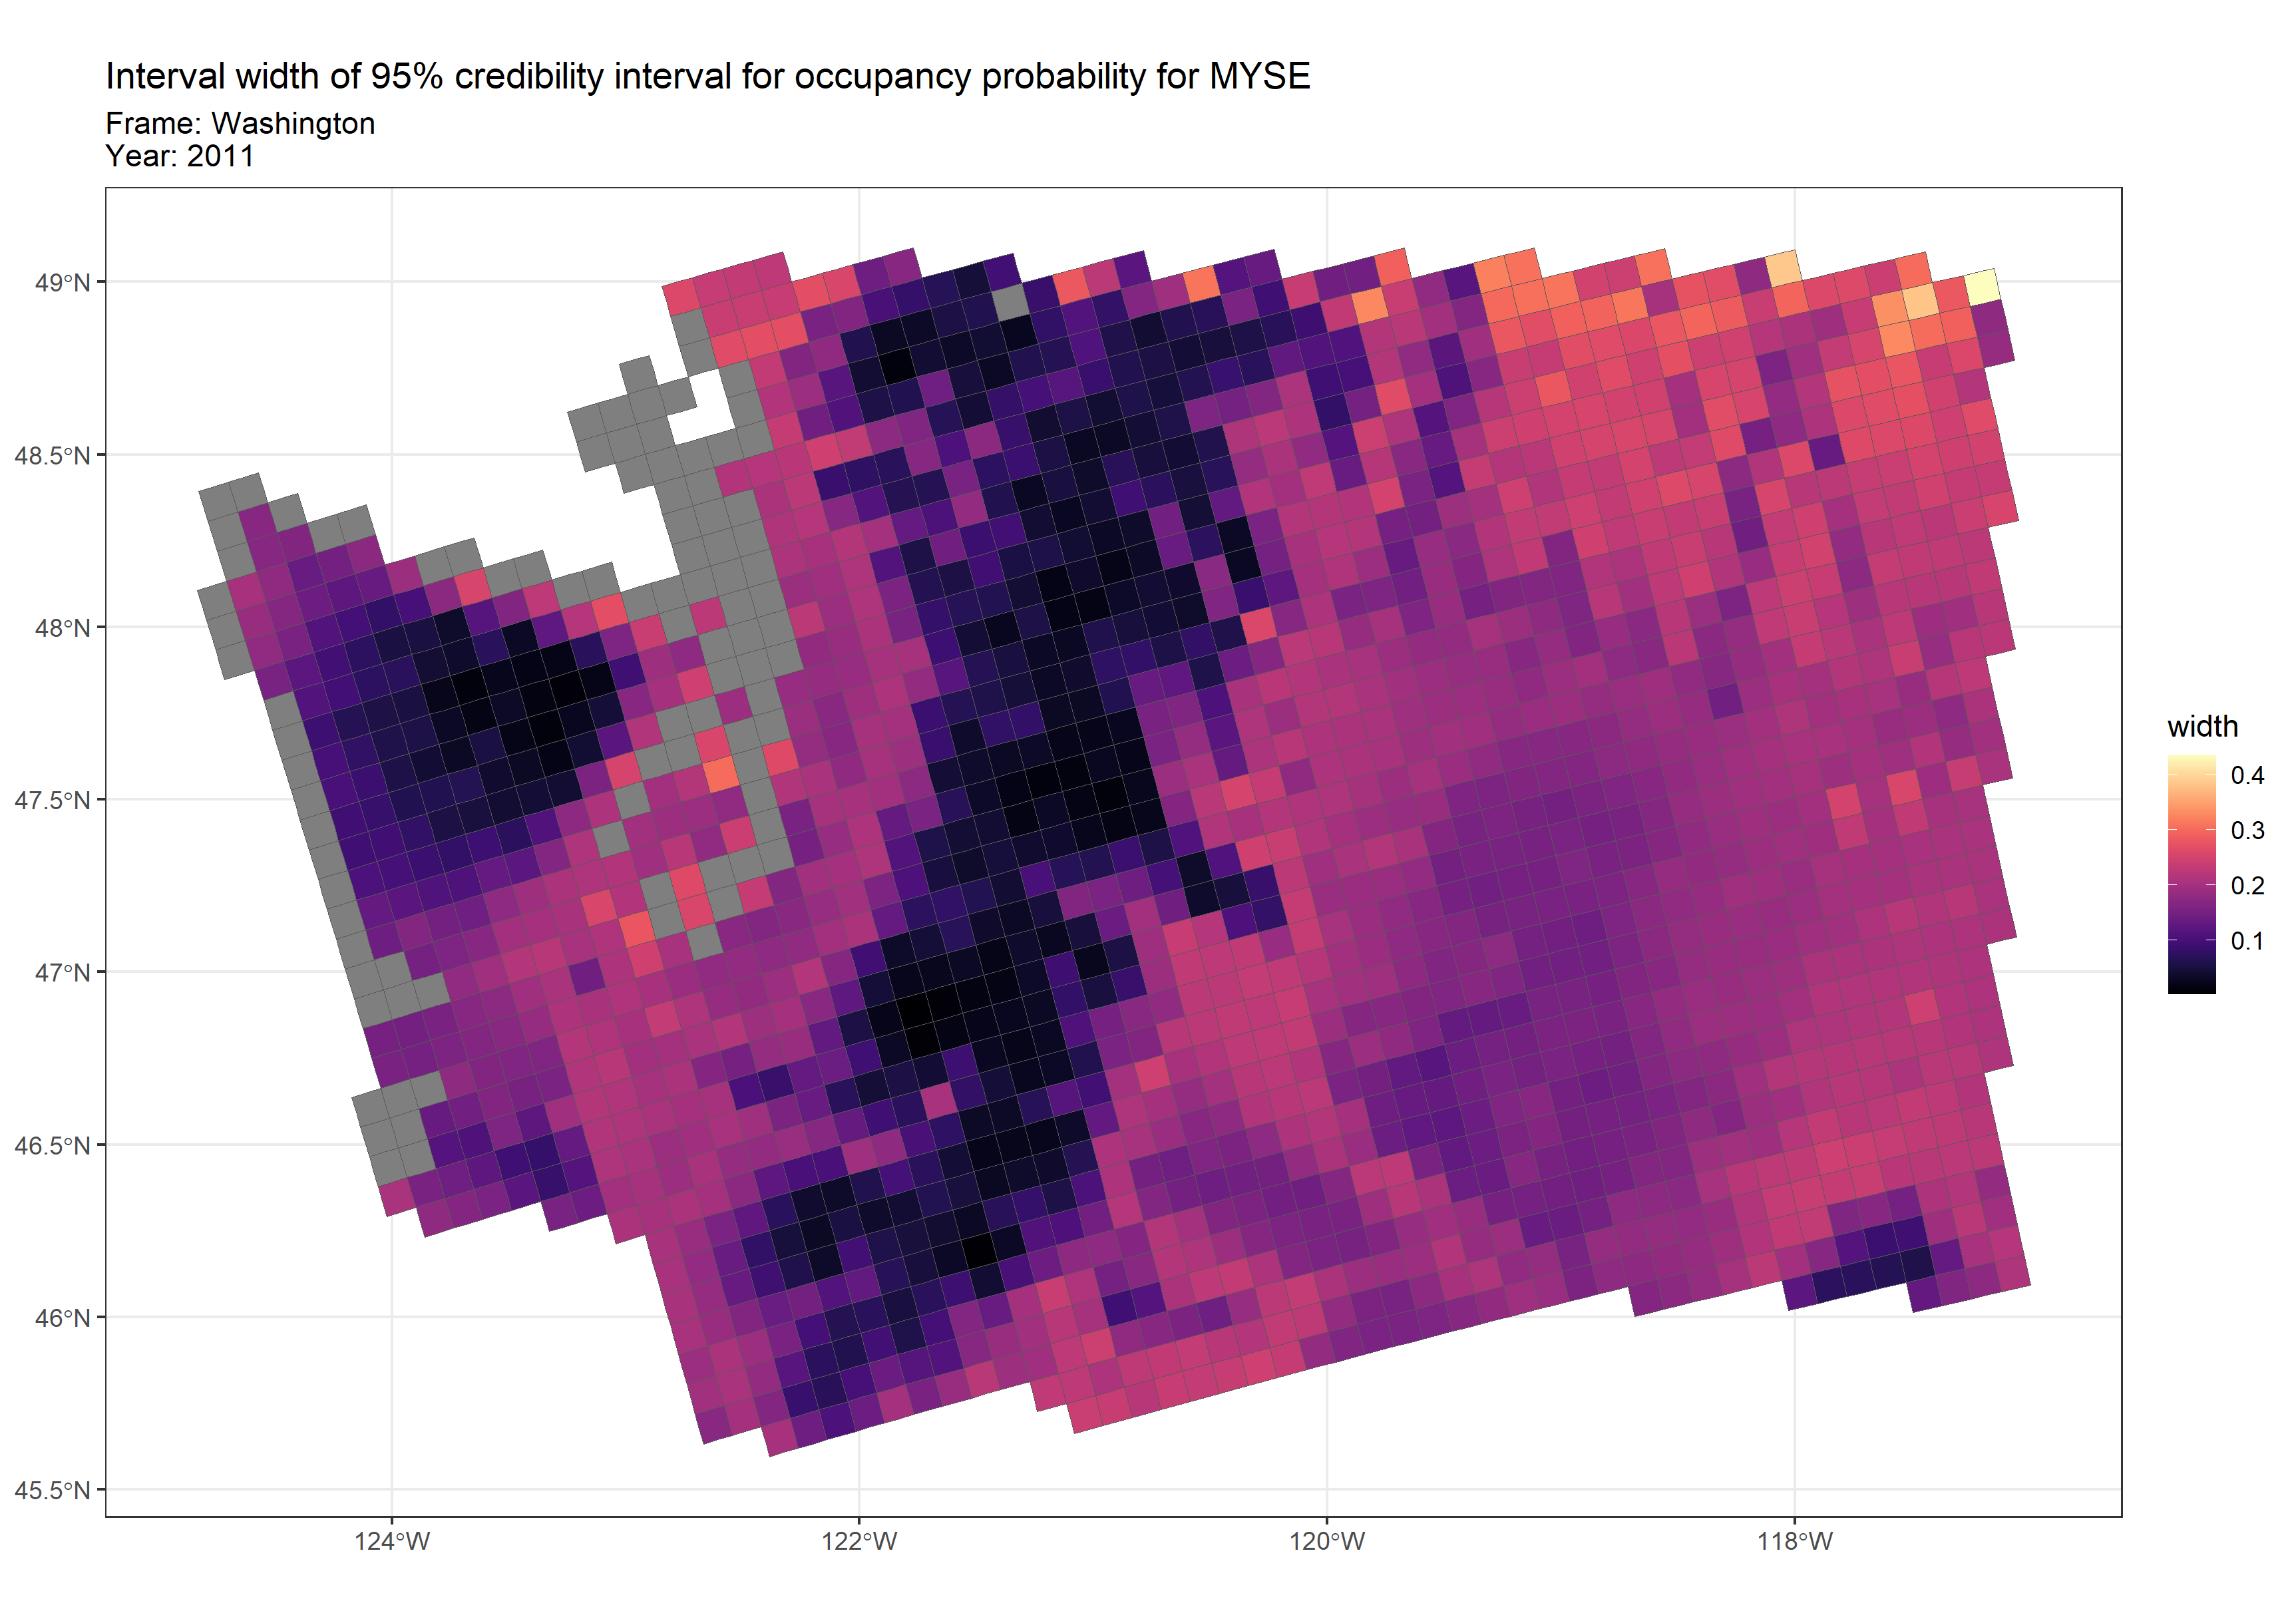 Interval width of 95% credibility interval for occupancy probability for MYSE
Frame: Washington
Year: 2011
49°N
48.5°N
48°N
47.5°N
47°N
46.5°N
46°N
45.5°N
124°W
122°W
120°W
118°W
width
0.4
0.3
0.2
0.1